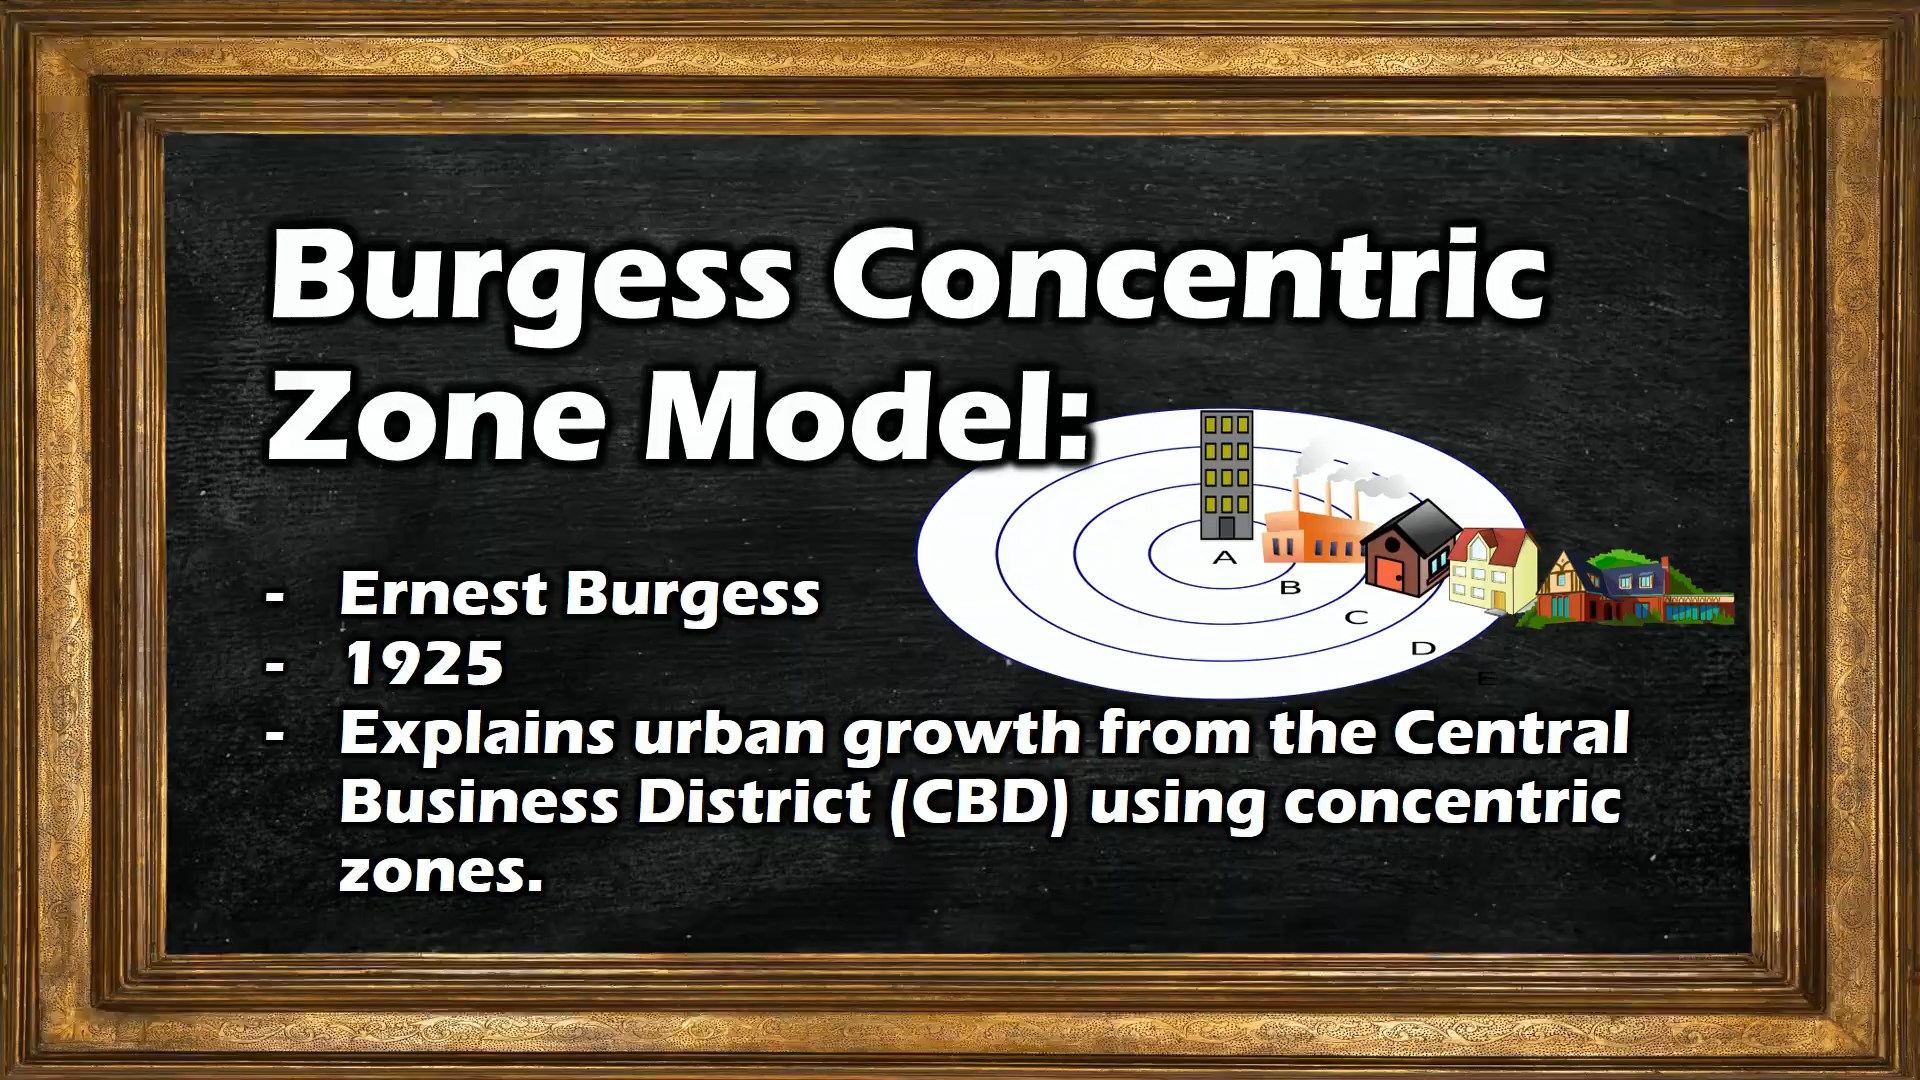 Burgess Concentric
Zone Model:
- Ernest Burgess
- 1925
- Explains urban growth from the Central
Business District (CBD) using concentric
zones.
A
B
C
D
E